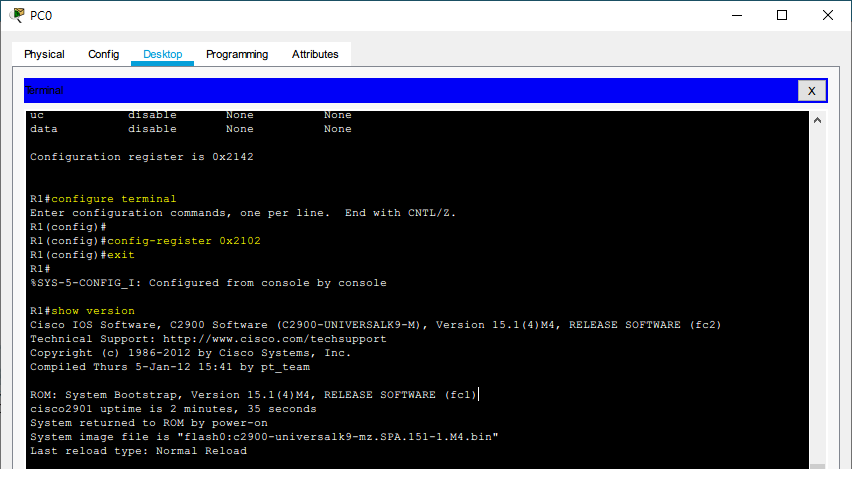 PC0
Physical Config Desktop Programming Attributes
Terminal
X
uc disable None None
data disable None None
Configuration register is 0x2142
R1#configure terminal
Enter configuration commands, one per line. End with CNTL/Z.
R1(config)#
R1(config)#config-register 0x2102
R1(config)#exit
R1#
%SYS-5-CONFIG_I: Configured from console by console
R1#show version
Cisco IOS Software, C2900 Software (C2900-UNIVERSALK9-M), Version 15.1(4)M4, RELEASE SOFTWARE (fc2)
Technical Support: http://www.cisco.com/techsupport
Copyright (c) 1986-2012 by Cisco Systems, Inc.
Compiled Thurs 5-Jan-12 15:41 by pt_team
ROM: System Bootstrap, Version 15.1(4)M4, RELEASE SOFTWARE (fc1)
cisco2901 uptime is 2 minutes, 35 seconds
System returned to ROM by power-on
System image file is "flash0:c2900-universalk9-mz.SPA.151-1.M4.bin"
Last reload type: Normal Reload